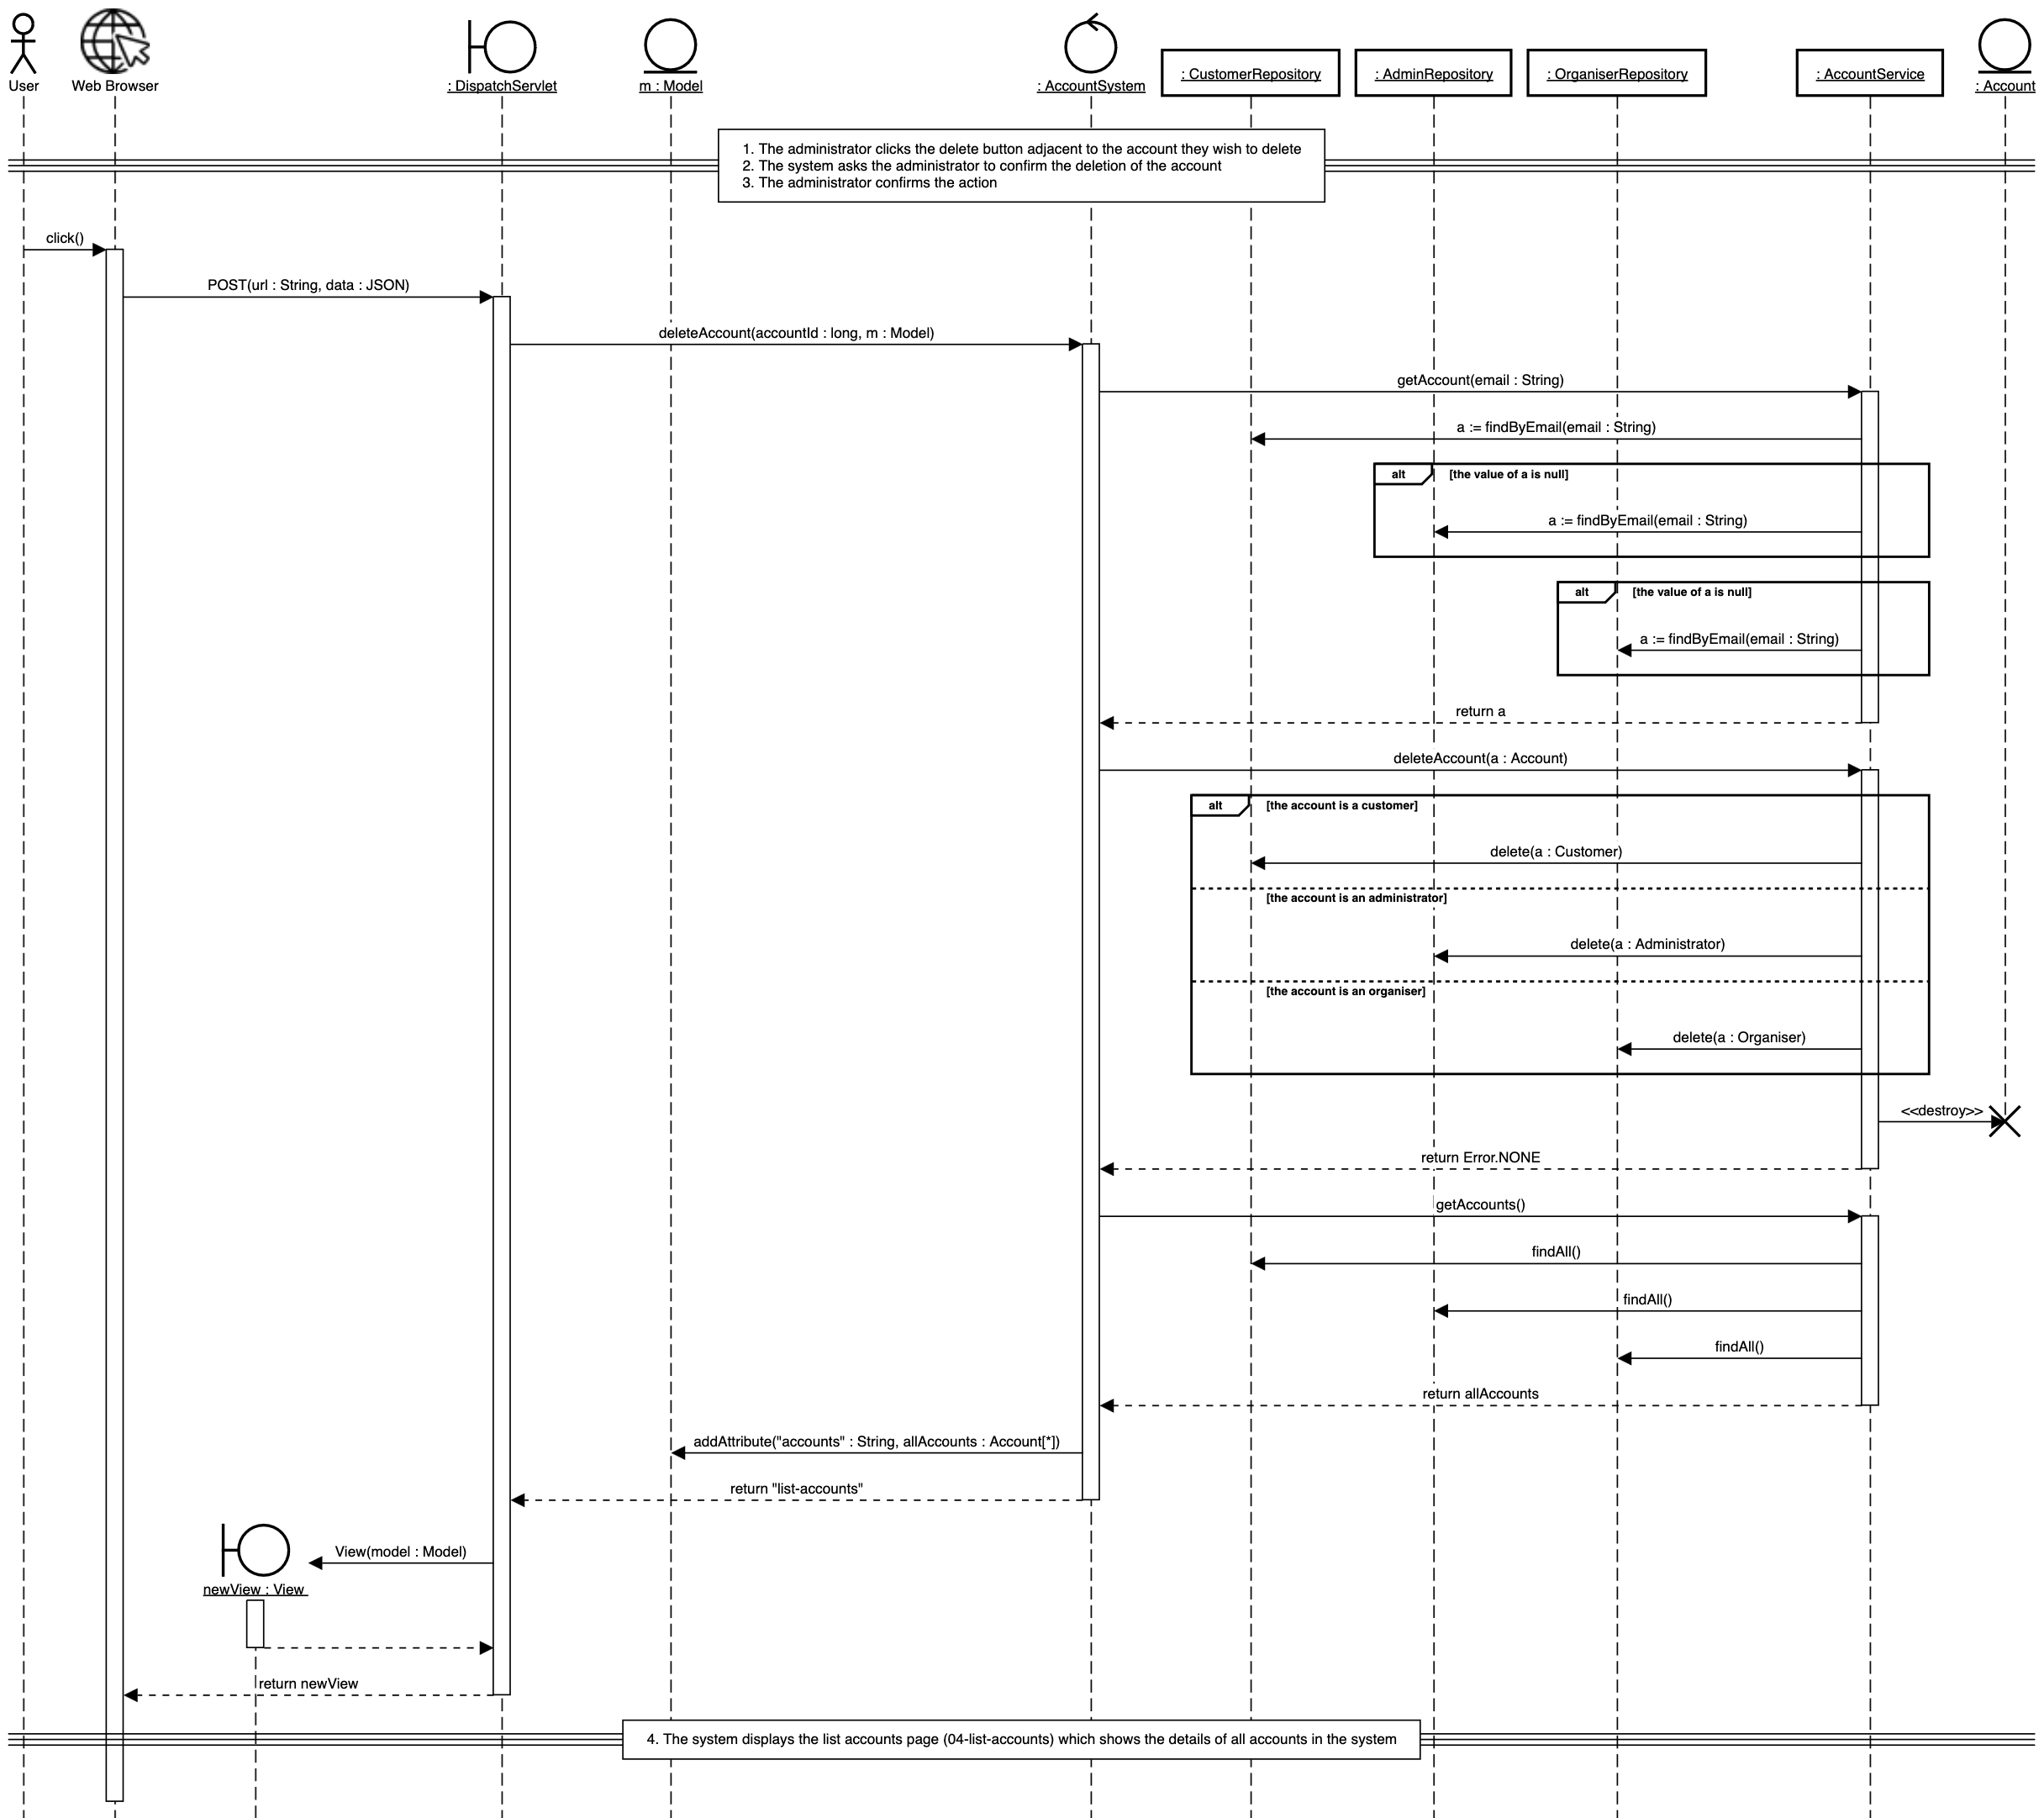 User
Web Browser
: DispatchServlet
m : Model
: AccountSystem
: CustomerRepository
: AdminRepository
: OrganiserRepository
: AccountService
: Account
1. The administrator clicks the delete button adjacent to the account they wish to delete
2. The system asks the administrator to confirm the deletion of the account
3. The administrator confirms the action
click()
POST(url : String, data : JSON)
deleteAccount(accountId : long, m : Model)
getAccount(email : String)
a := findByEmail(email : String)
alt [the value of a is null]
a := findByEmail(email : String)
alt [the value of a is null]
a := findByEmail(email : String)
return a
deleteAccount(a : Account)
alt [the account is a customer]
delete(a : Customer)
[the account is an administrator]
delete(a : Administrator)
[the account is an organiser]
delete(a : Organiser)
<<destroy>>
return Error.NONE
getAccounts()
findAll()
findAll()
findAll()
return allAccounts
addAttribute("accounts" : String, allAccounts : Account[*])
return "list-accounts"
View(model : Model)
newView : View
return newView
4. The system displays the list accounts page (04-list-accounts) which shows the details of all accounts in the system